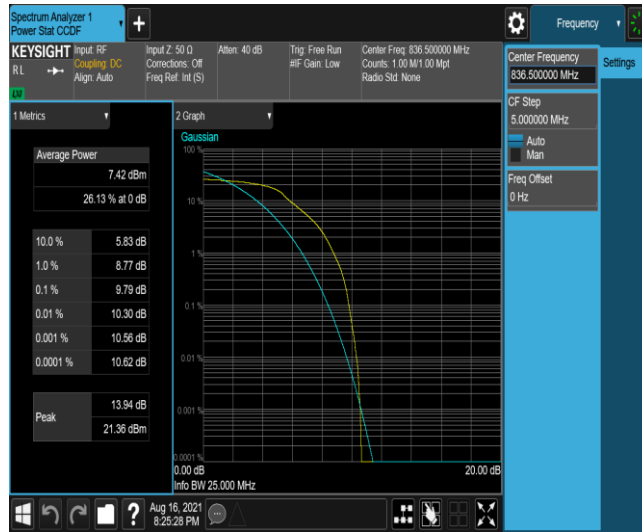 Spectrum Analyzer 1
Power Stat CCDF
Frequency
KEYSIGHT
R L
LXI
Input: RF
Coupling: DC
Align: Auto
Input Z: 50 Ω
Corrections: Off
Freq Ref: Int (S)
Atten: 40 dB
Trig: Free Run
#IF Gain: Low
Center Freq: 836.500000 MHz
Counts: 1.00 M/1.00 Mpt
Radio Std: None
Center Frequency
836.500000 MHz
Settings
CF Step
5.000000 MHz
Auto
Man
Freq Offset
0 Hz
1 Metrics
Average Power
7.42 dBm
26.13 % at 0 dB
10.0 % 5.83 dB
1.0 % 8.77 dB
0.1 % 9.79 dB
0.01 % 10.30 dB
0.001 % 10.56 dB
0.0001 % 10.62 dB
Peak
13.94 dB
21.36 dBm
2 Graph
Gaussian
100 %
10 %
1 %
0.1 %
0.01 %
0.001 %
0.0001 %
0.00 dB 20.00 dB
Info BW 25.000 MHz
?
Aug 16, 2021
8:25:28 PM